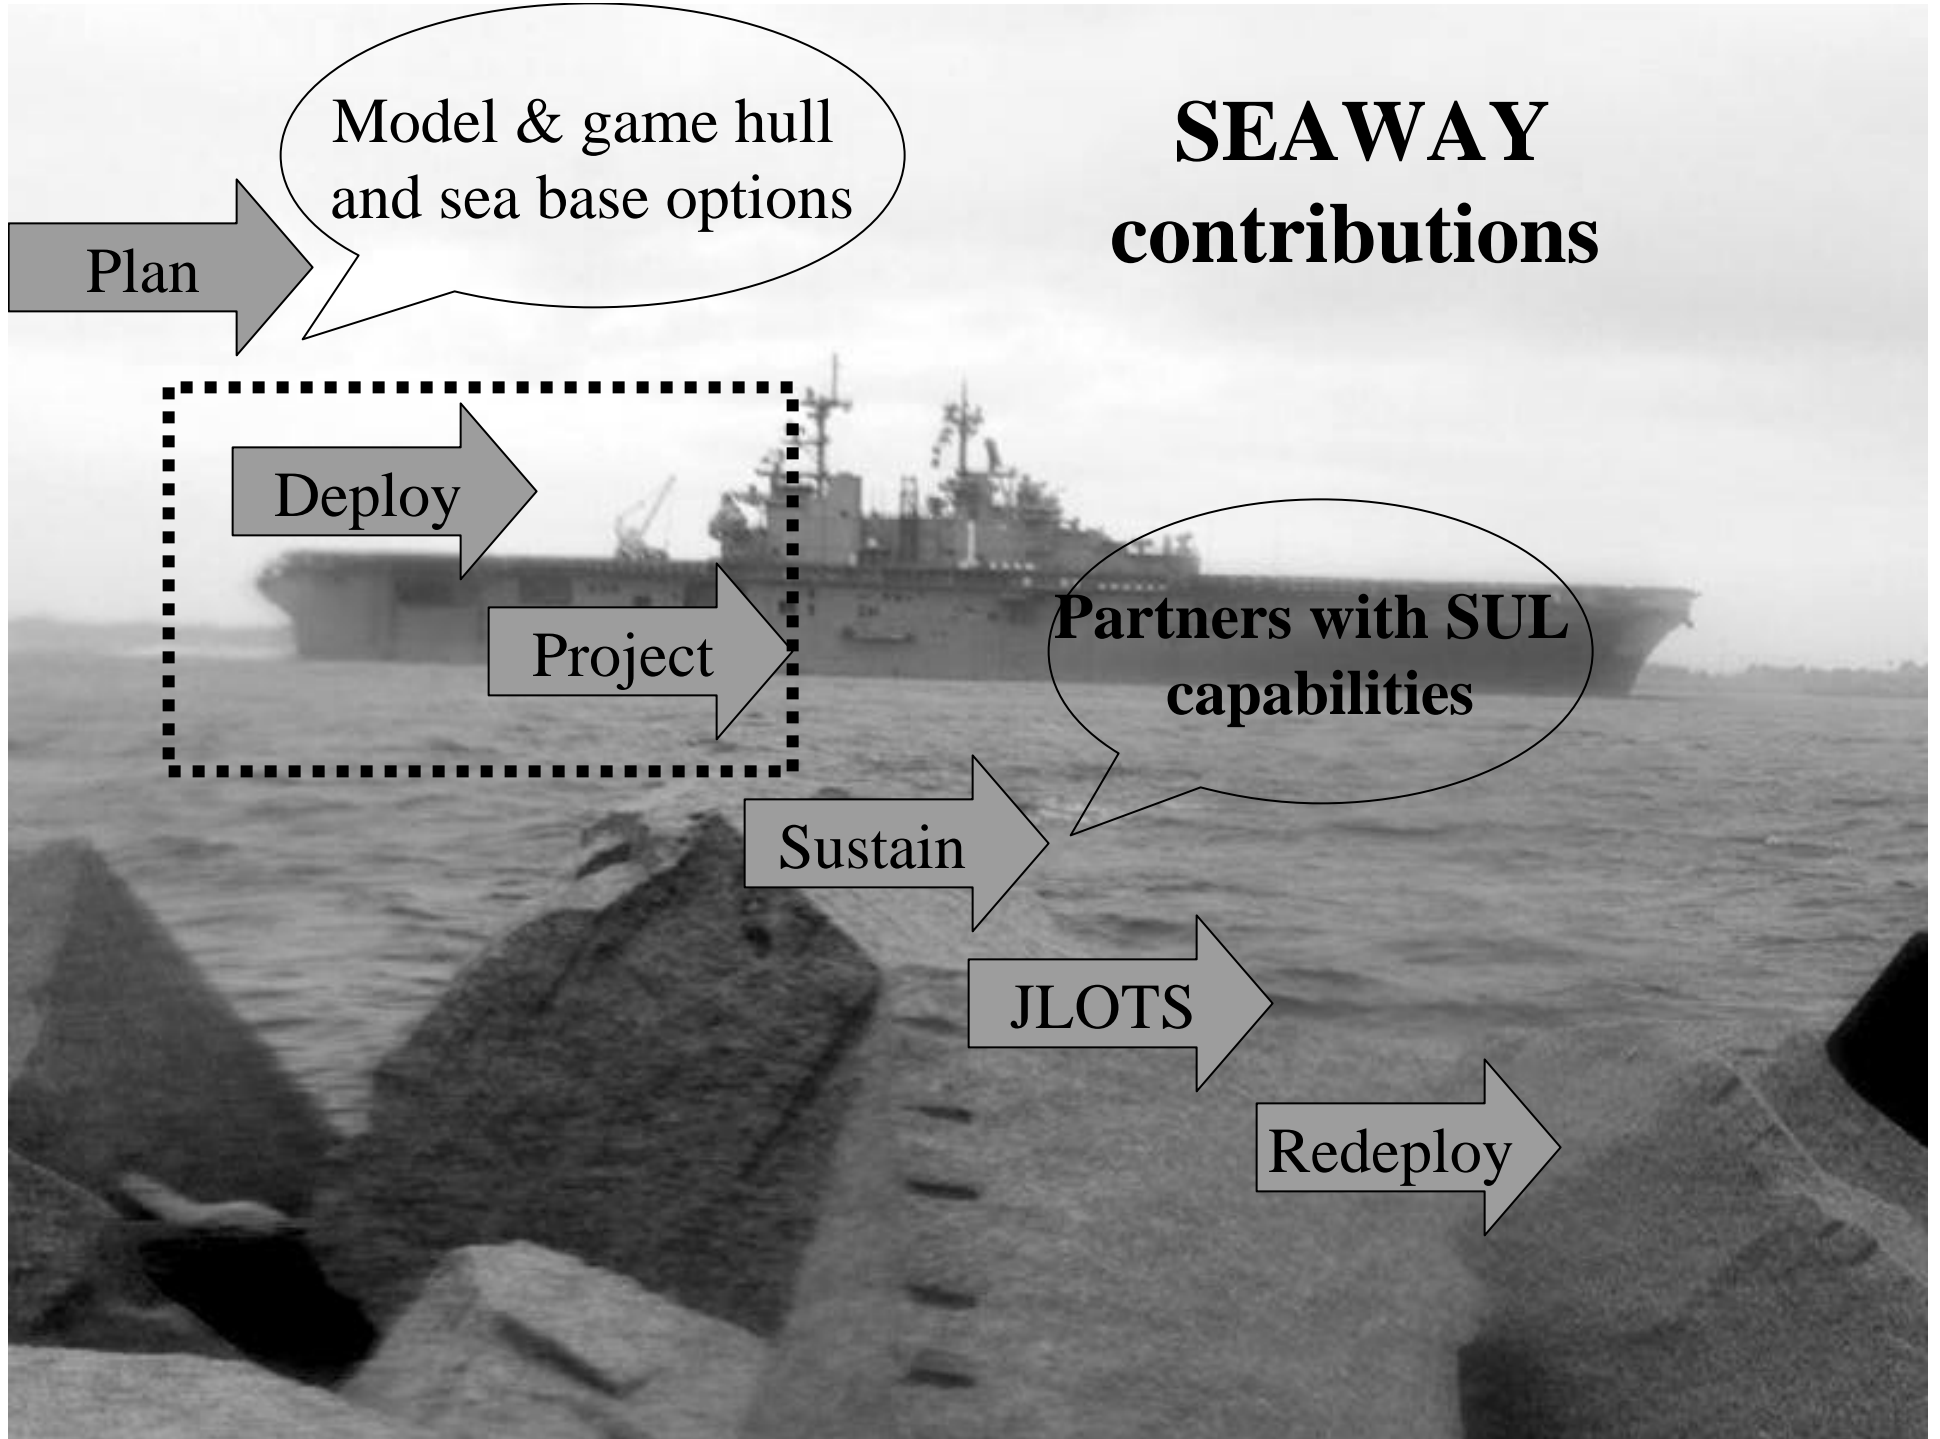 SEAWAY
contributions
Model & game hull
and sea base options
Plan
Deploy
Project
Partners with SUL
capabilities
Sustain
JLOTS
Redeploy